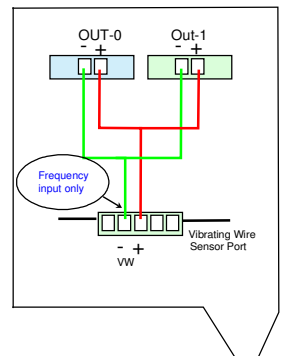 OUT-0 Out-1
- + - +
Frequency
input only
- +
VW
Vibrating Wire
Sensor Port